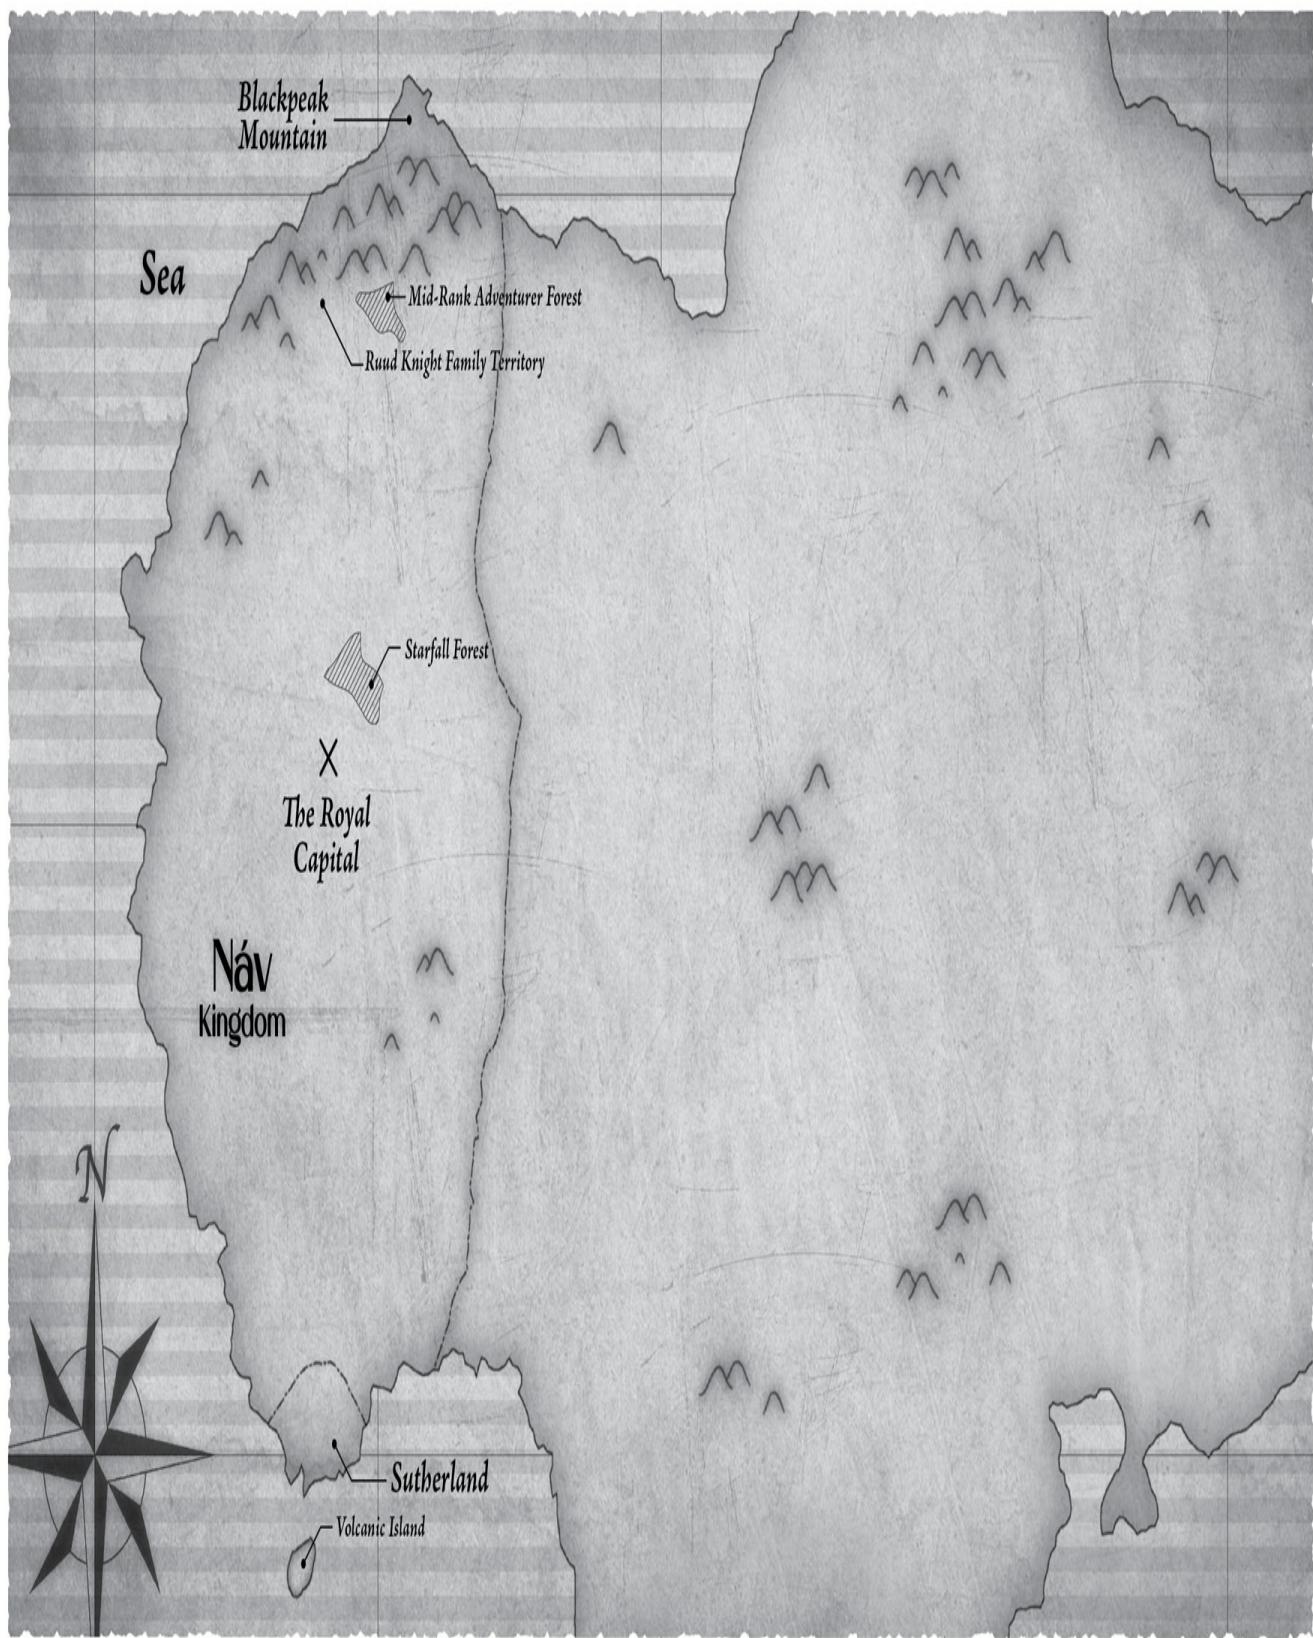 Blackpeak
Mountain
Sea
Mid-Rank Adventurer Forest
Ruud Knight Family Territory
Starfall Forest
X
The Royal
Capital
Náv
Kingdom
N
Sutherland
Volcanic Island